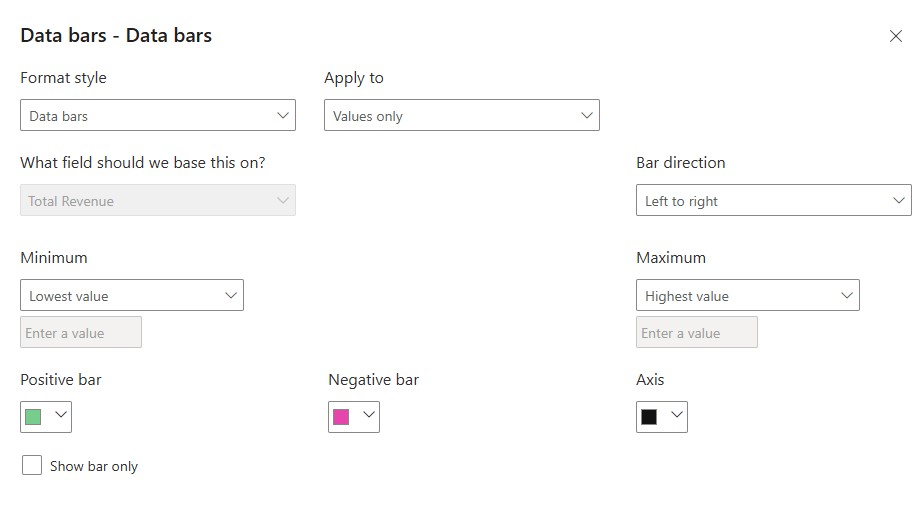 Data bars - Data bars
Format style
Apply to
Data bars
Values only
What field should we base this on?
Bar direction
Total Revenue
Left to right
Minimum
Maximum
Lowest value
Highest value
Enter a value
Enter a value
Positive bar
Negative bar
Axis
Show bar only